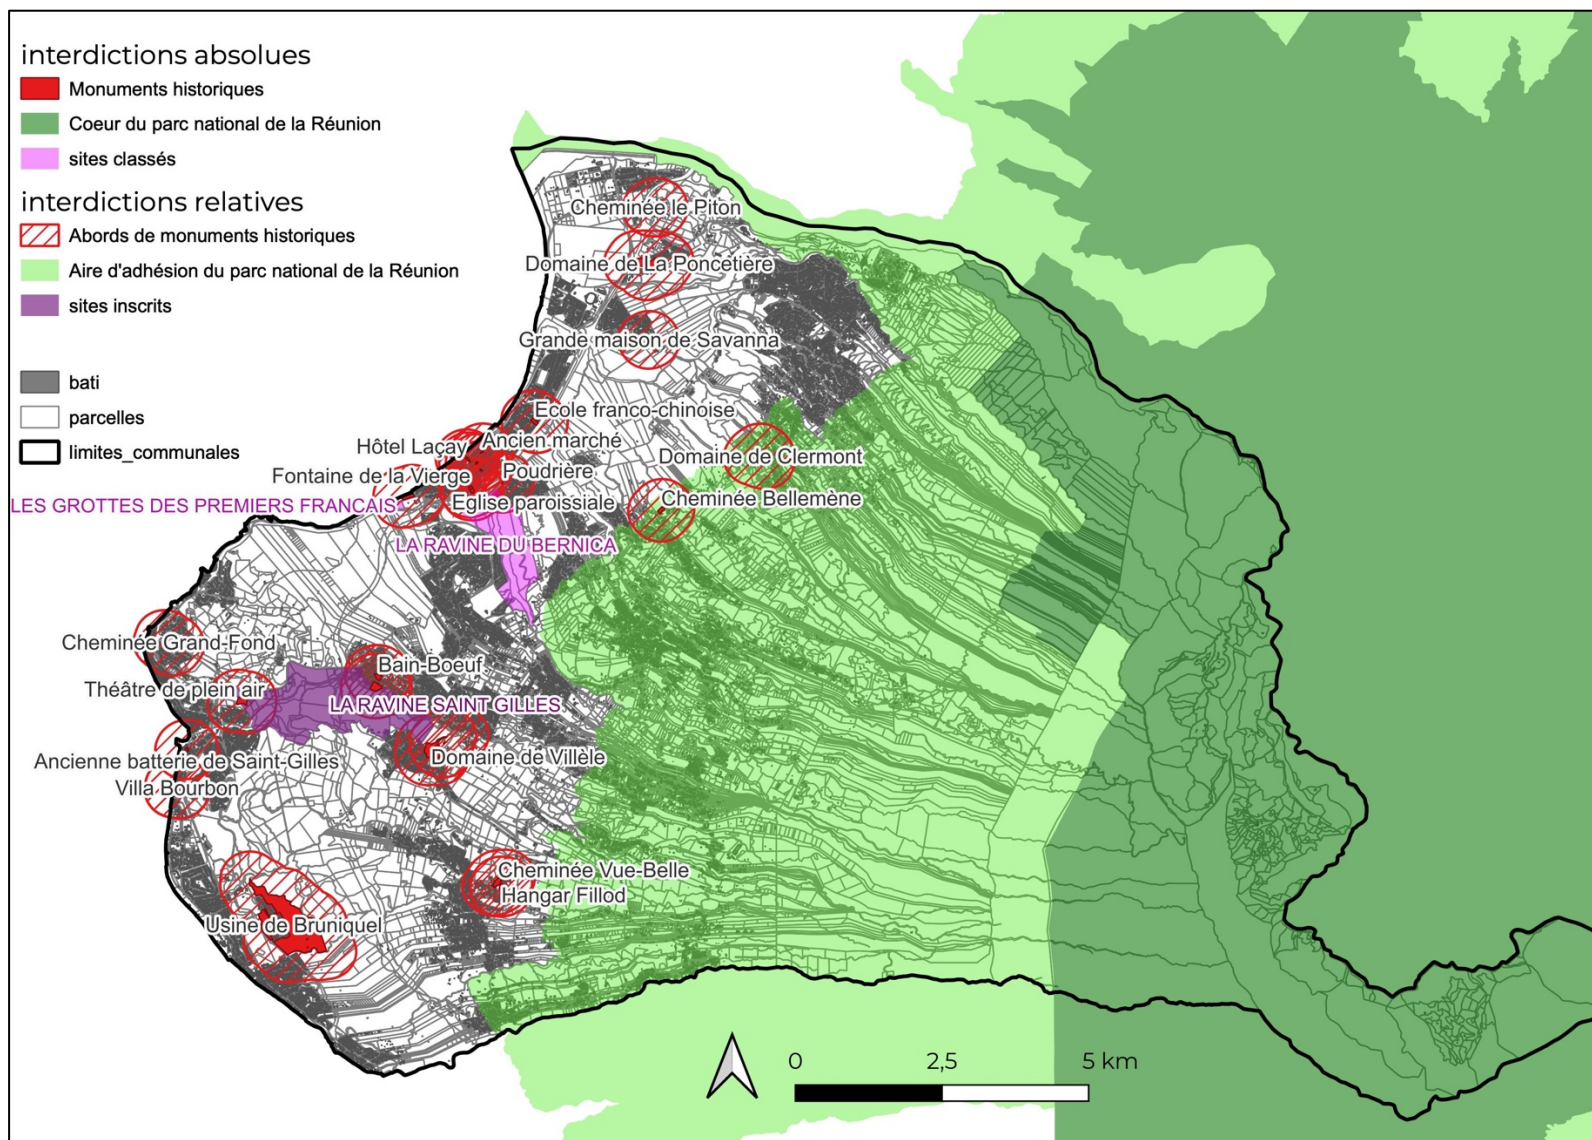 interdictions absolues
Monuments historiques
Coeur du parc national de la Réunion
sites classés
interdictions relatives
Abords de monuments historiques
Aire d'adhésion du parc national de la Réunion
sites inscrits
bati
parcelles
limites_communales
Cheminée le Piton
Domaine de La Poncétière
Grande maison de Savanna
Ecole franco-chinoise
Ancien marché
Hôtel Laçay
Poudrière
Fontaine de la Vierge
Eglise paroissiale
LES GROTTES DES PREMIERS FRANCAIS
Domaine de Clermont
Cheminée Bellemène
LA RAVINE DU BERNICA
Cheminée Grand-Fond
Bain-Boeuf
Théâtre de plein air
LA RAVINE SAINT GILLES
Domaine de Villèle
Ancienne batterie de Saint-Gilles
Villa Bourbon
Cheminée Vue-Belle
Hangar Fillod
Usine de Bruniquel
0 2,5 5 km